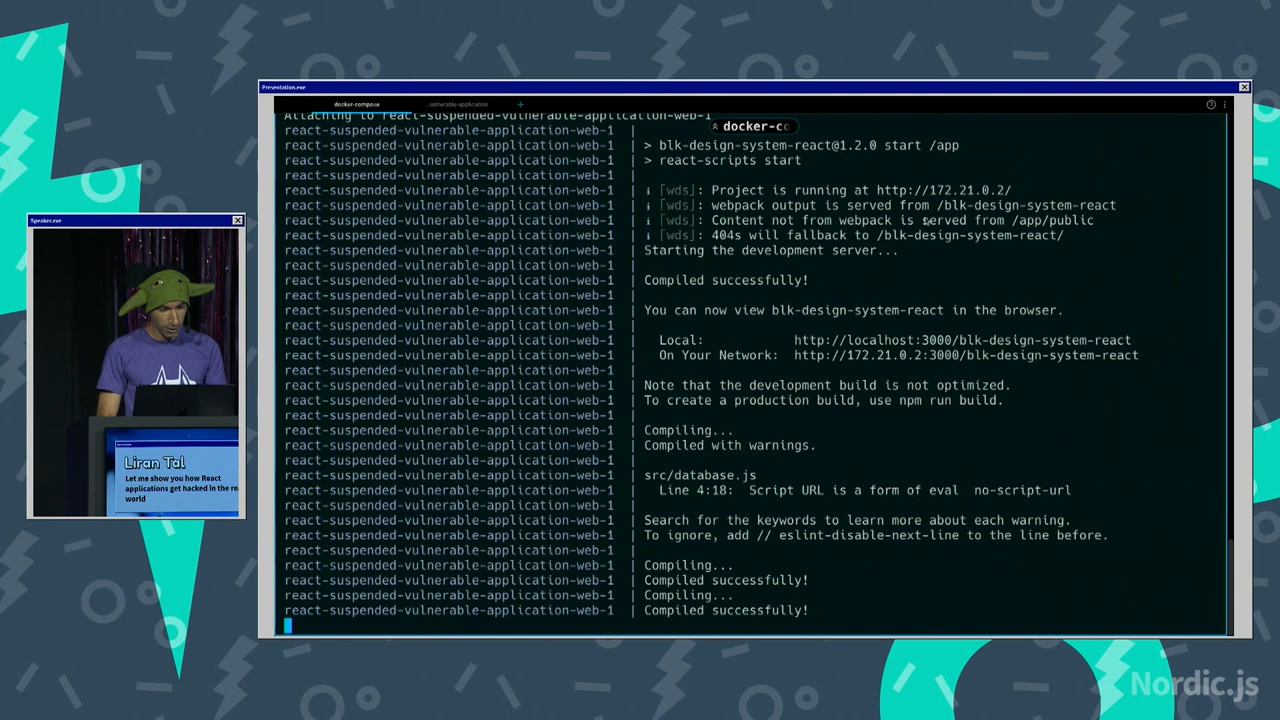 Presentation.exe
docker-compose
..vulnerable-application
+
Attaching to react-suspended-vulnerable-application-web-1
docker-co
react-suspended-vulnerable-application-web-1 |
react-suspended-vulnerable-application-web-1 | > blk-design-system-react@1.2.0 start /app
react-suspended-vulnerable-application-web-1 | > react-scripts start
react-suspended-vulnerable-application-web-1 |
react-suspended-vulnerable-application-web-1 | ℹ ｢wds｣: Project is running at http://172.21.0.2/
react-suspended-vulnerable-application-web-1 | ℹ ｢wds｣: webpack output is served from /blk-design-system-react
react-suspended-vulnerable-application-web-1 | ℹ ｢wds｣: Content not from webpack is served from /app/public
react-suspended-vulnerable-application-web-1 | ℹ ｢wds｣: 404s will fallback to /blk-design-system-react/
react-suspended-vulnerable-application-web-1 | Starting the development server...
react-suspended-vulnerable-application-web-1 |
react-suspended-vulnerable-application-web-1 | Compiled successfully!
react-suspended-vulnerable-application-web-1 |
react-suspended-vulnerable-application-web-1 | You can now view blk-design-system-react in the browser.
react-suspended-vulnerable-application-web-1 |
react-suspended-vulnerable-application-web-1 | Local: http://localhost:3000/blk-design-system-react
react-suspended-vulnerable-application-web-1 | On Your Network: http://172.21.0.2:3000/blk-design-system-react
react-suspended-vulnerable-application-web-1 |
react-suspended-vulnerable-application-web-1 | Note that the development build is not optimized.
react-suspended-vulnerable-application-web-1 | To create a production build, use npm run build.
react-suspended-vulnerable-application-web-1 |
react-suspended-vulnerable-application-web-1 | Compiling...
react-suspended-vulnerable-application-web-1 | Compiled with warnings.
react-suspended-vulnerable-application-web-1 |
react-suspended-vulnerable-application-web-1 | src/database.js
react-suspended-vulnerable-application-web-1 | Line 4:18: Script URL is a form of eval no-script-url
react-suspended-vulnerable-application-web-1 |
react-suspended-vulnerable-application-web-1 | Search for the keywords to learn more about each warning.
react-suspended-vulnerable-application-web-1 | To ignore, add // eslint-disable-next-line to the line before.
react-suspended-vulnerable-application-web-1 |
react-suspended-vulnerable-application-web-1 | Compiling...
react-suspended-vulnerable-application-web-1 | Compiled successfully!
react-suspended-vulnerable-application-web-1 | Compiling...
react-suspended-vulnerable-application-web-1 | Compiled successfully!
Speaker.exe
Liran Tal
Let me show you how React
applications get hacked in the re
world
Nordic.js